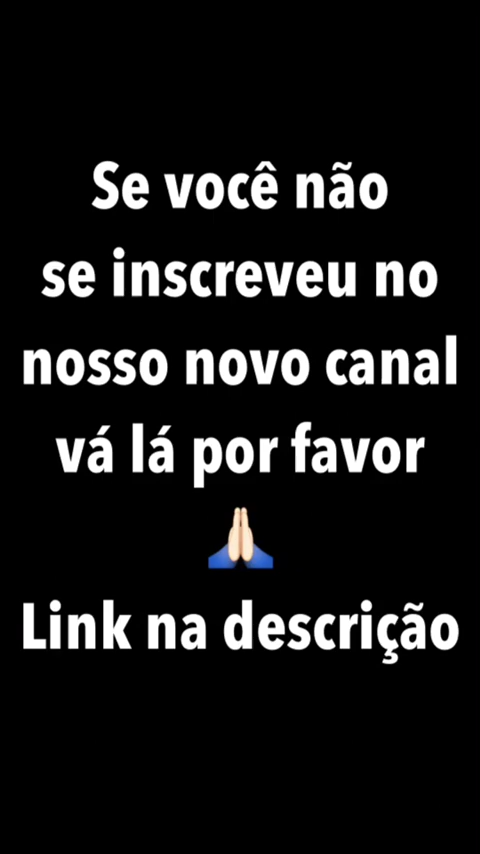 Se você não
se inscreveu no
nosso novo canal
vá lá por favor
🙏🏻
Link na descrição